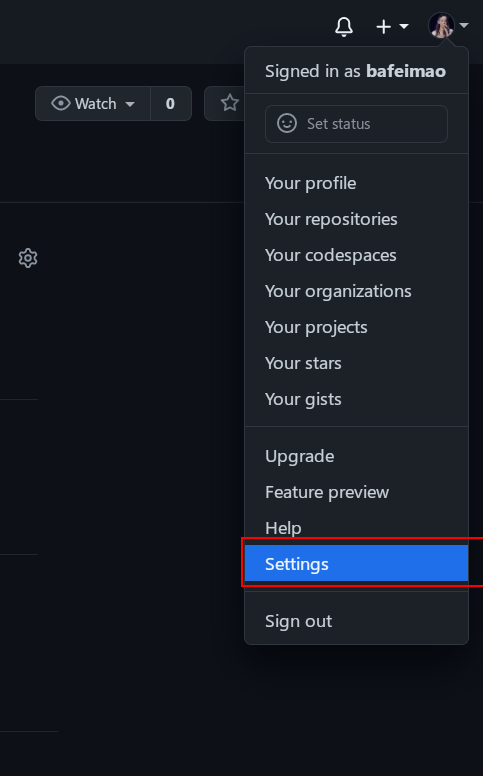 Signed in as bafeimao
Watch 0
Set status
Your profile
Your repositories
Your codespaces
Your organizations
Your projects
Your stars
Your gists
Upgrade
Feature preview
Help
Settings
Sign out